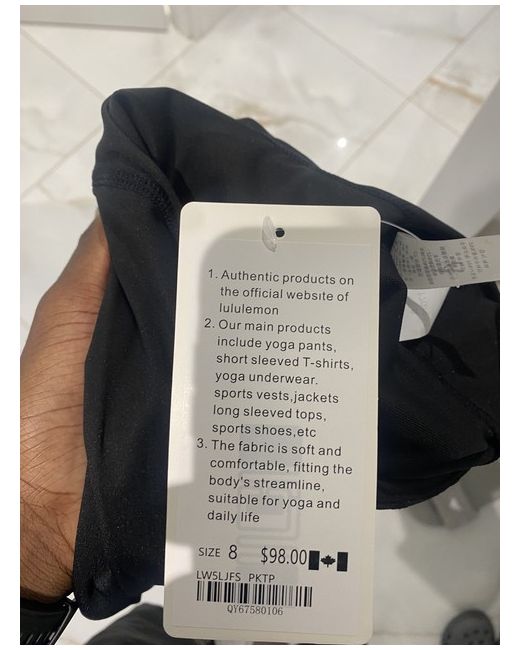 1. Authentic products on
the official website of
lululemon
2. Our main products
include yoga pants,
short sleeved T-shirts,
yoga underwear.
sports vests,jackets
long sleeved tops,
sports shoes,etc
3. The fabric is soft and
comfortable, fitting the
body's streamline,
suitable for yoga and
daily life
SIZE 8 $98.00
LW5LJFS PKTP
QY67580106